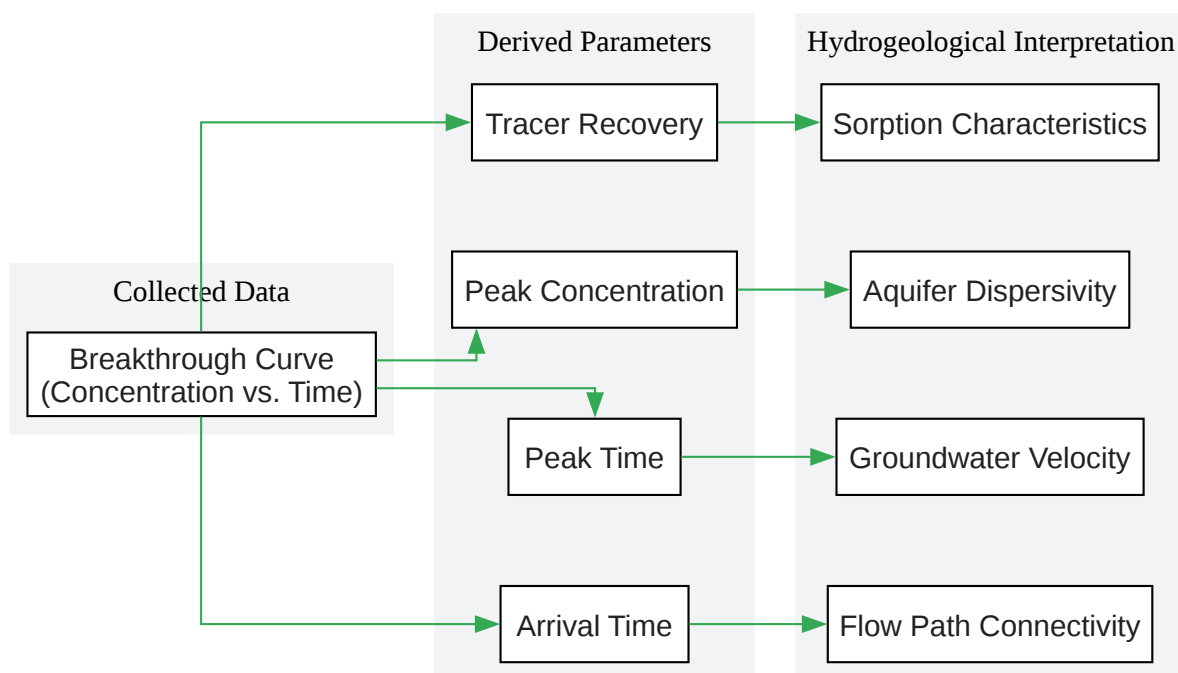 Derived Parameters
Hydrogeological Interpretation
Tracer Recovery
Sorption Characteristics
Collected Data
Peak Concentration
Aquifer Dispersivity
Breakthrough Curve
(Concentration vs. Time)
Peak Time
Groundwater Velocity
Arrival Time
Flow Path Connectivity